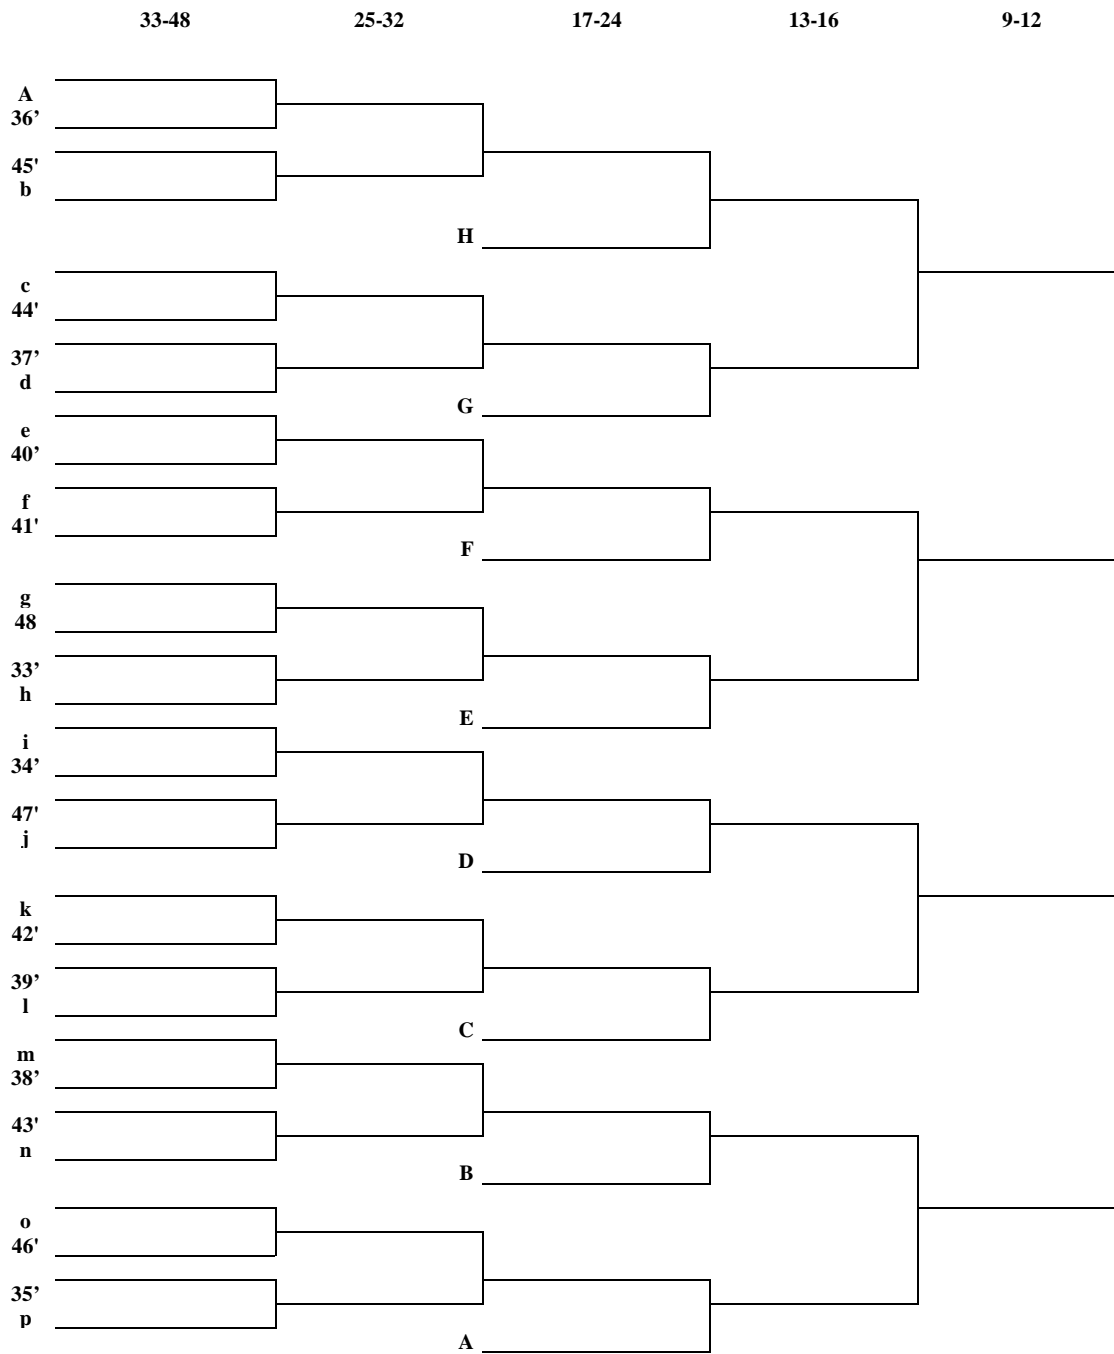 33-48 25-32 17-24 13-16 9-12
A
36’
45'
b
H
c
44'
37’
d
G
e
40’
f
41'
F
g
48
33’
h
E
i
34’
47'
j
D
k
42'
39’
l
C
m
38’
43'
n
B
o
46'
35’
p
A